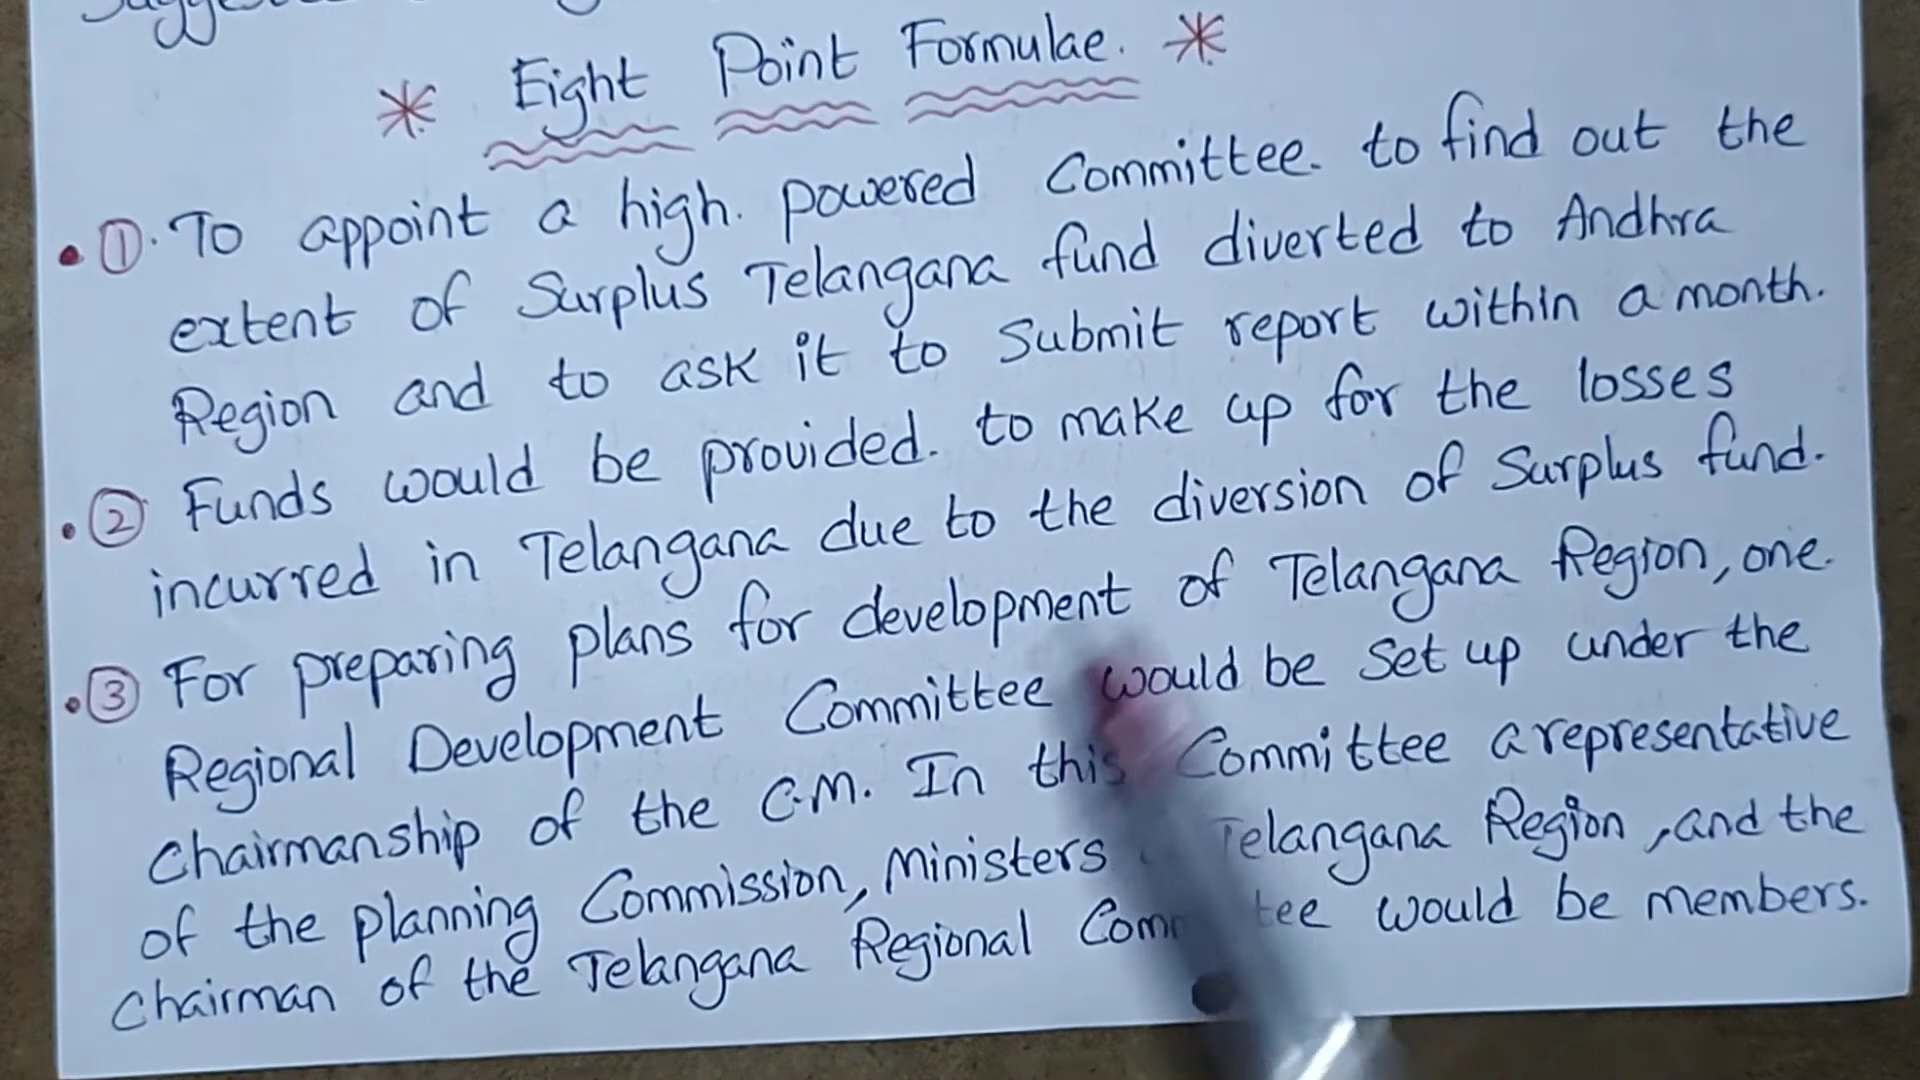 * Eight Point Formulae. *
• ①. To appoint a high. powered Committee. to find out the
extent of Surplus Telangana fund diverted to Andhra
Region and to ask it to Submit report within a month.
• ② Funds would be provided. to make up for the losses
incurred in Telangana due to the diversion of Surplus fund.
• ③ For preparing plans for development of Telangana Region, one.
Regional Development Committee would be Set up under the
Chairmanship of the C.M. In this Committee a representative
of the planning Commission, Ministers Telangana Region, and the
Chairman of the Telangana Regional would be members.